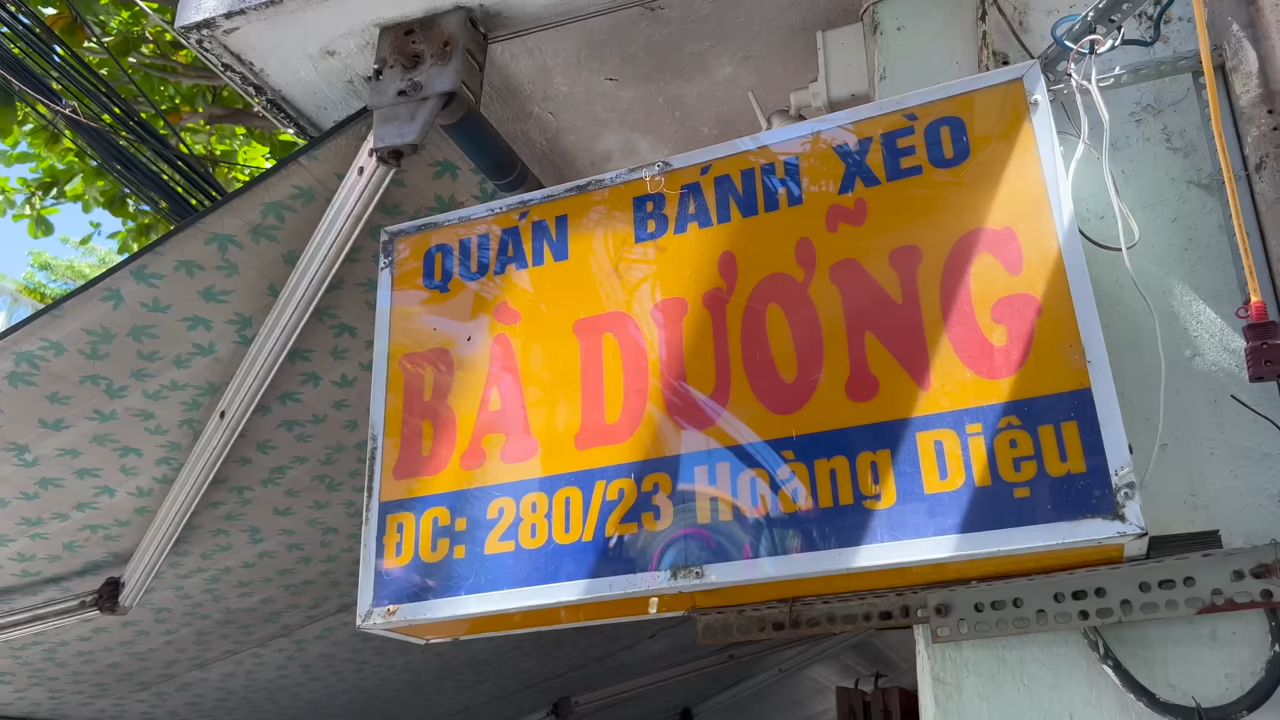 QUÁN BÁNH XÈO
BÀ DƯỠNG
ĐC: 280/23 Hoàng Diệu